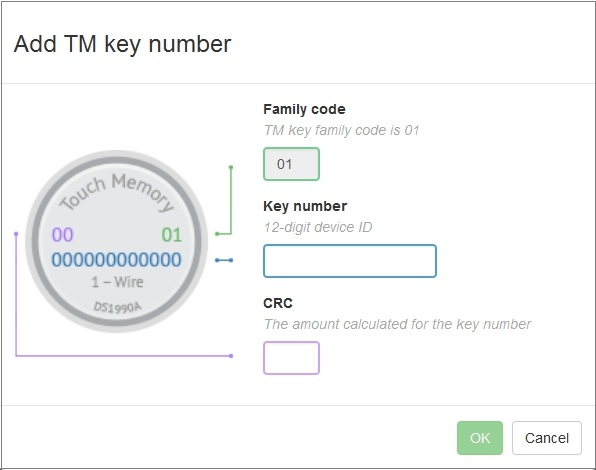 Add TM key number
Family code
TM key family code is 01
01
Key number
12-digit device ID
CRC
The amount calculated for the key number
Touch Memory
00 01
000000000000
1 – Wire
DS1990A
OK Cancel